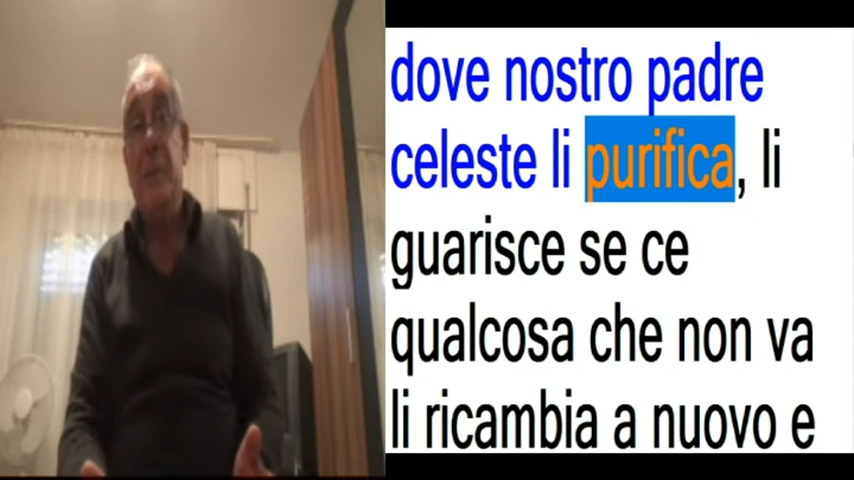 dove nostro padre
celeste li purifica, li
guarisce se ce
qualcosa che non va
li ricambia a nuovo e